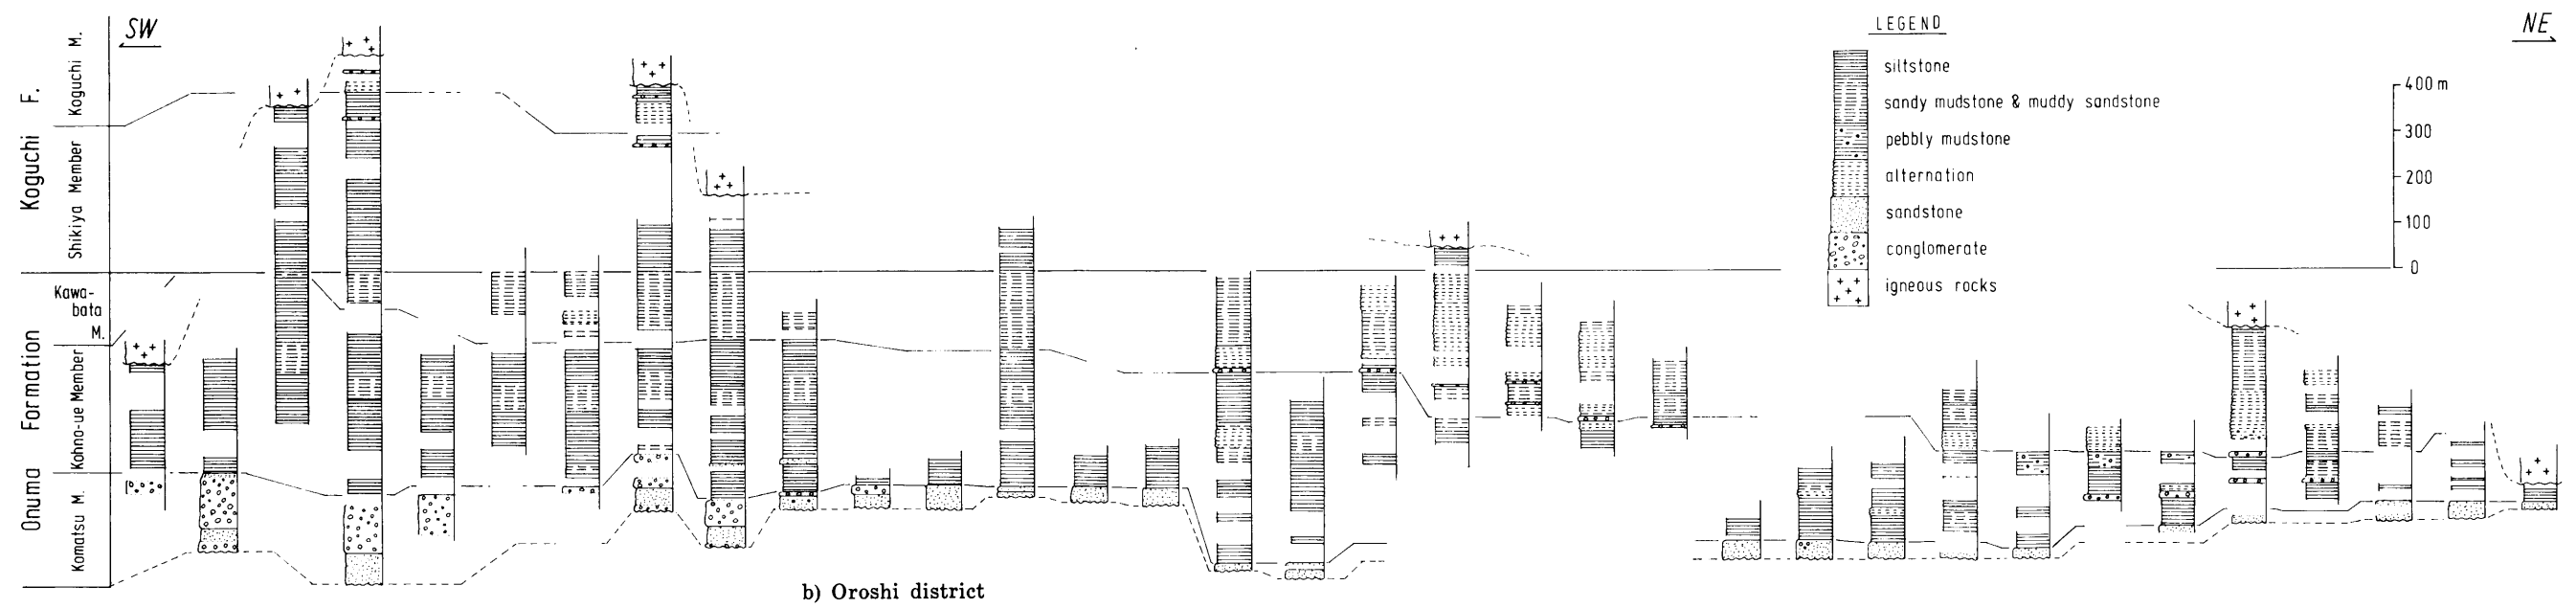 SW
LEGEND
NE
siltstone
sandy mudstone & muddy sandstone
pebbly mudstone
alternation
sandstone
conglomerate
igneous rocks
400 m
300
200
100
0
Koguchi F.
Koguchi M.
Shikiya Member
Onuma Formation
Kawa-
bata
M.
Kohno-ue Member
Komatsu M.
b) Oroshi district